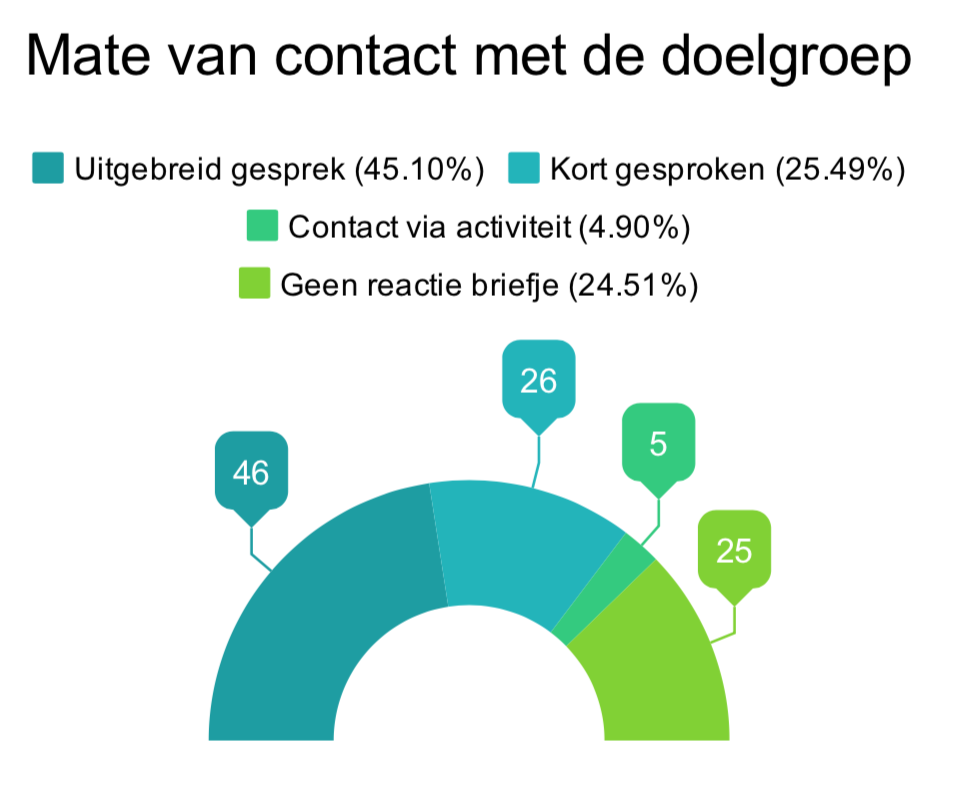 Mate van contact met de doelgroep
Uitgebreid gesprek (45.10%) Kort gesproken (25.49%)
Contact via activiteit (4.90%)
Geen reactie briefje (24.51%)
26
5
46
25